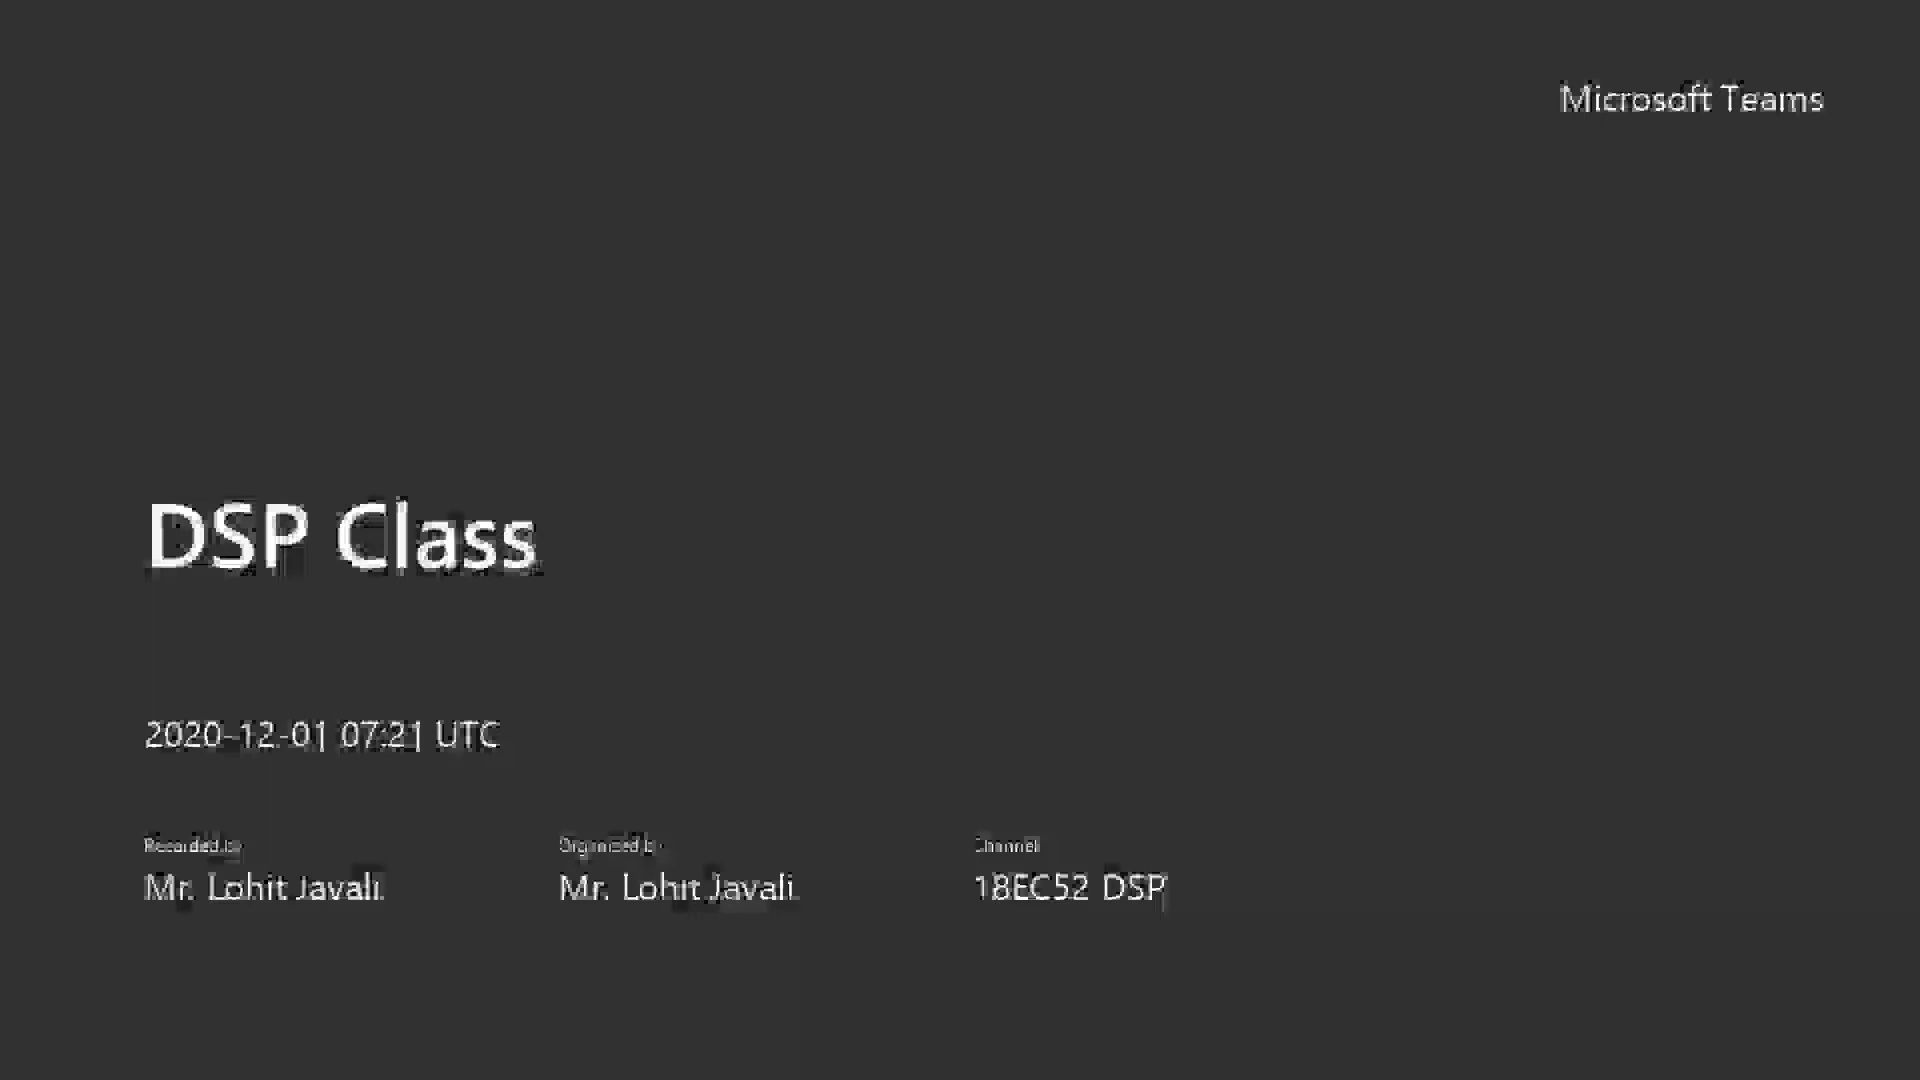 Microsoft Teams
DSP Class
2020-12-01 07:21 UTC
Recorded by Organized by Channel
Mr. Lohit Javali Mr. Lohit Javali 18EC52 DSP